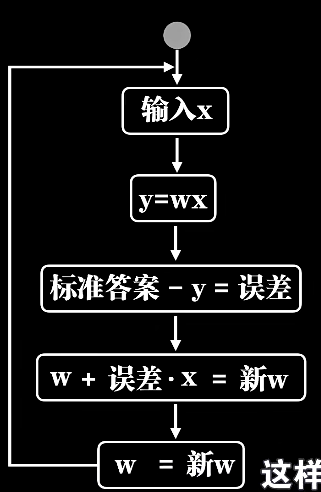 输入x
y=wx
标准答案 - y = 误差
w + 误差·x = 新w
w = 新w
这样